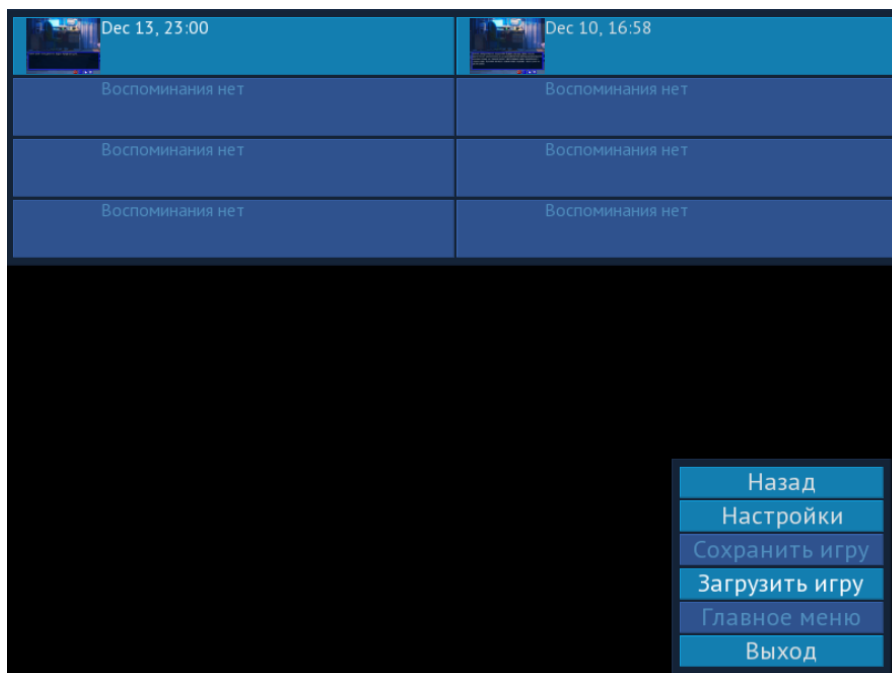 Dec 13, 23:00
Dec 10, 16:58
Воспоминания нет
Воспоминания нет
Воспоминания нет
Воспоминания нет
Воспоминания нет
Воспоминания нет
Назад
Настройки
Сохранить игру
Загрузить игру
Главное меню
Выход